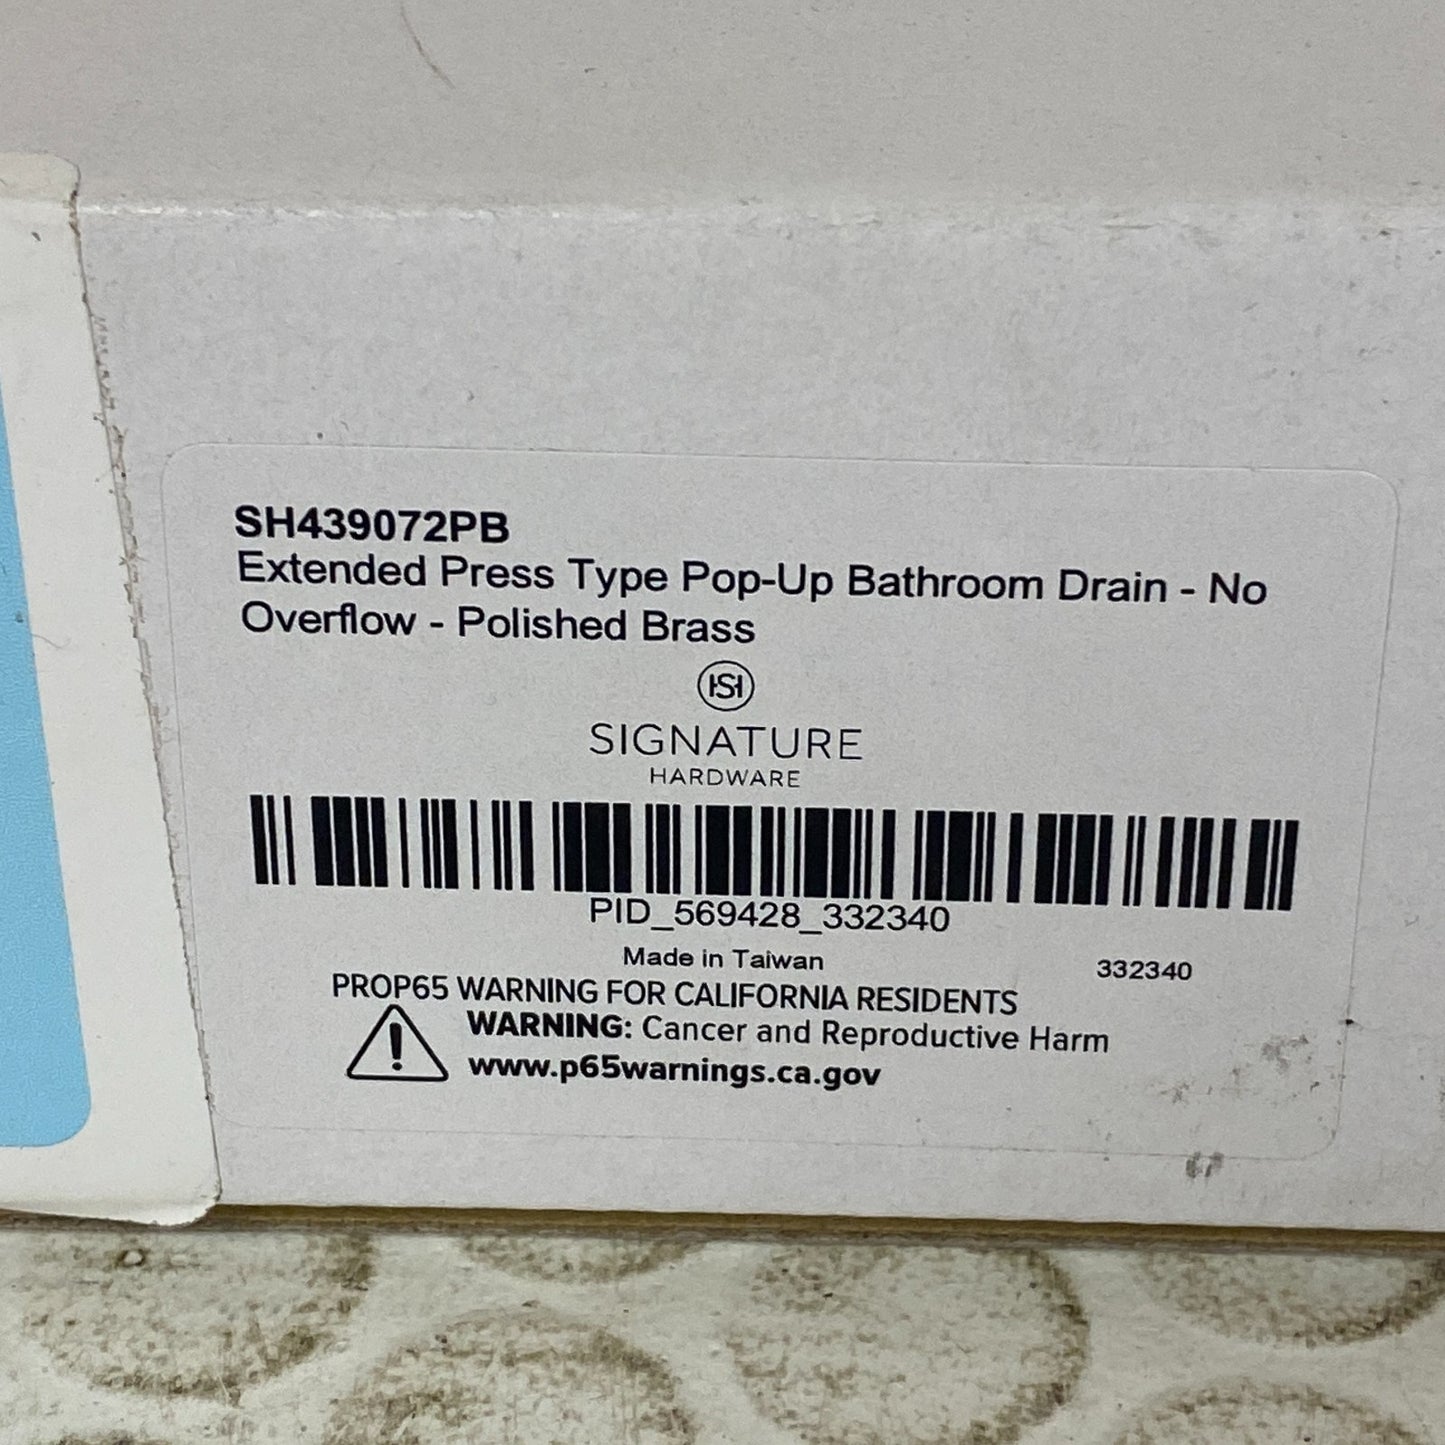 SH439072PB
Extended Press Type Pop-Up Bathroom Drain - No
Overflow - Polished Brass
SIGNATURE
HARDWARE
PID_569428_332340
Made in Taiwan
332340
PROP65 WARNING FOR CALIFORNIA RESIDENTS
WARNING: Cancer and Reproductive Harm
www.p65warnings.ca.gov